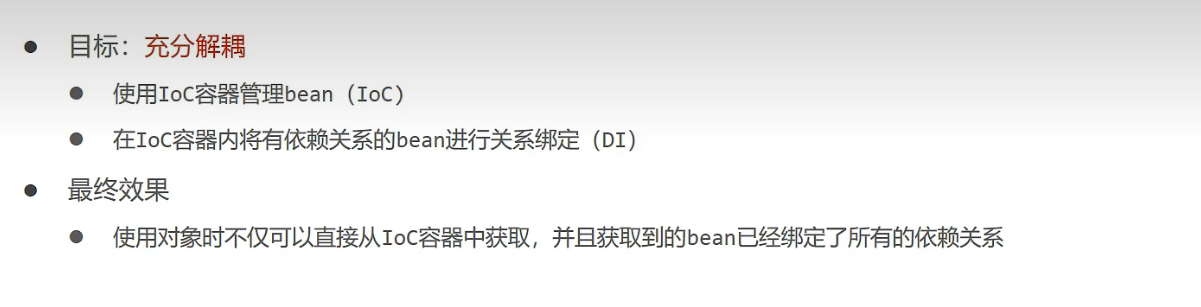 目标：充分解耦
使用IoC容器管理bean（IoC）
在IoC容器内将有依赖关系的bean进行关系绑定（DI）
最终效果
使用对象时不仅可以直接从IoC容器中获取，并且获取到的bean已经绑定了所有的依赖关系